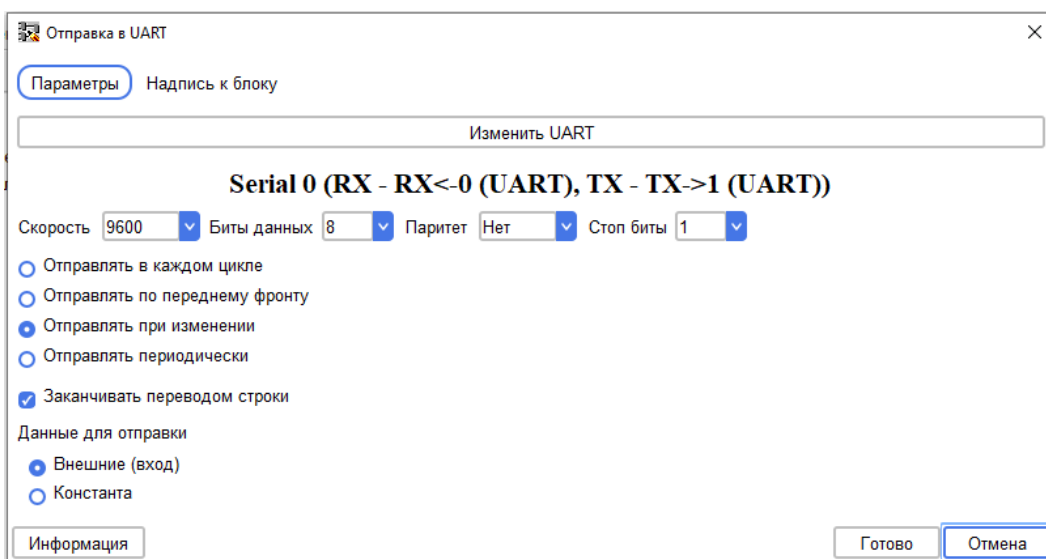 Отправка в UART
Параметры Надпись к блоку
Изменить UART
Serial 0 (RX - RX<-0 (UART), TX - TX->1 (UART))
Скорость 9600 Биты данных 8 Паритет Нет Стоп биты 1
Отправлять в каждом цикле
Отправлять по переднему фронту
Отправлять при изменении
Отправлять периодически
Заканчивать переводом строки
Данные для отправки
Внешние (вход)
Константа
Информация Готово Отмена